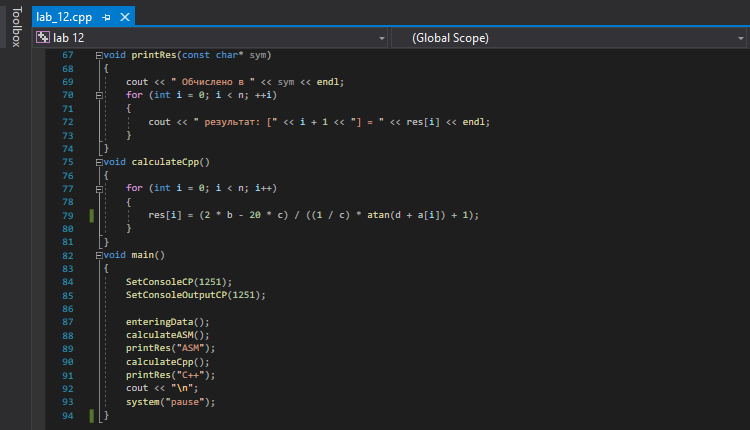 Toolbox
lab_12.cpp
lab 12 (Global Scope)
67 void printRes(const char* sym)
68 {
69 cout << " Обчислено в " << sym << endl;
70 for (int i = 0; i < n; ++i)
71 {
72 cout << " результат: [" << i + 1 << "] = " << res[i] << endl;
73 }
74 }
75 void calculateCpp()
76 {
77 for (int i = 0; i < n; i++)
78 {
79 res[i] = (2 * b - 20 * c) / ((1 / c) * atan(d + a[i]) + 1);
80 }
81 }
82 void main()
83 {
84 SetConsoleCP(1251);
85 SetConsoleOutputCP(1251);
86
87 enteringData();
88 calculateASM();
89 printRes("ASM");
90 calculateCpp();
91 printRes("C++");
92 cout << "\n";
93 system("pause");
94 }